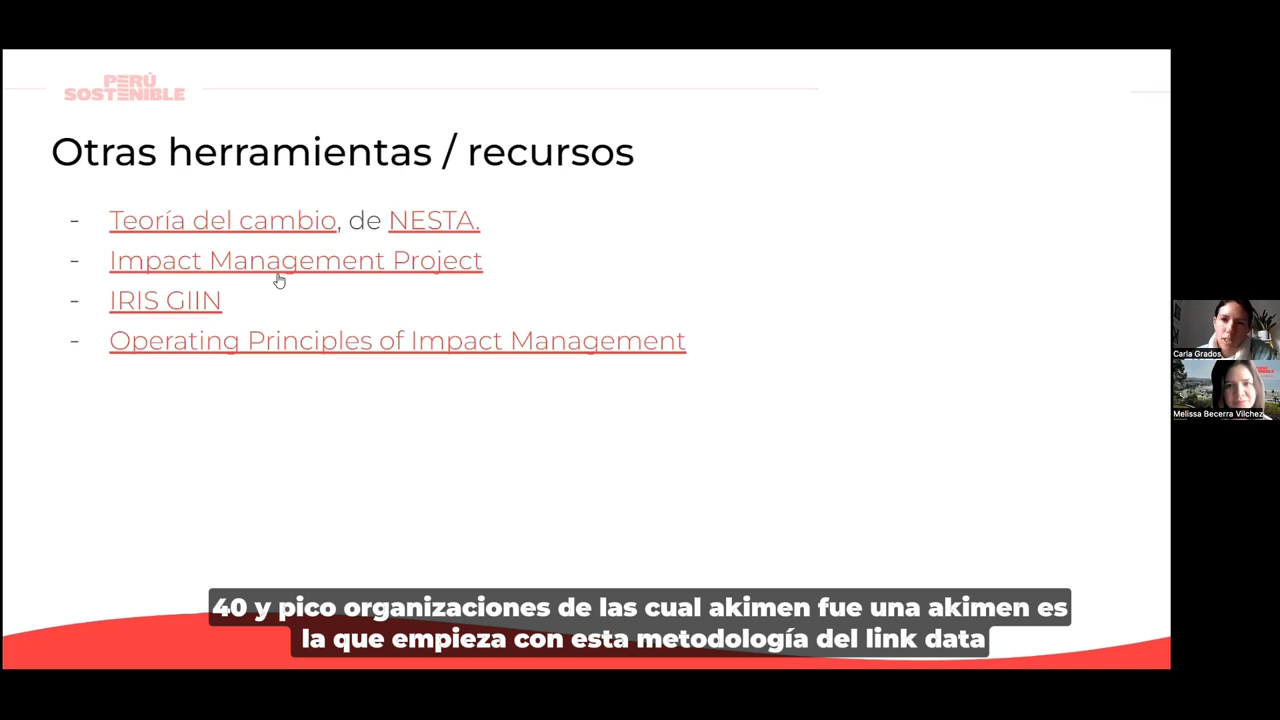 PERÚ
SOSTENIBLE
Otras herramientas / recursos
- Teoría del cambio, de NESTA.
- Impact Management Project
- IRIS GIIN
- Operating Principles of Impact Management
Carla Grados
Melissa Becerra Vilchez
40 y pico organizaciones de las cual akimen fue una akimen es
la que empieza con esta metodología del link data